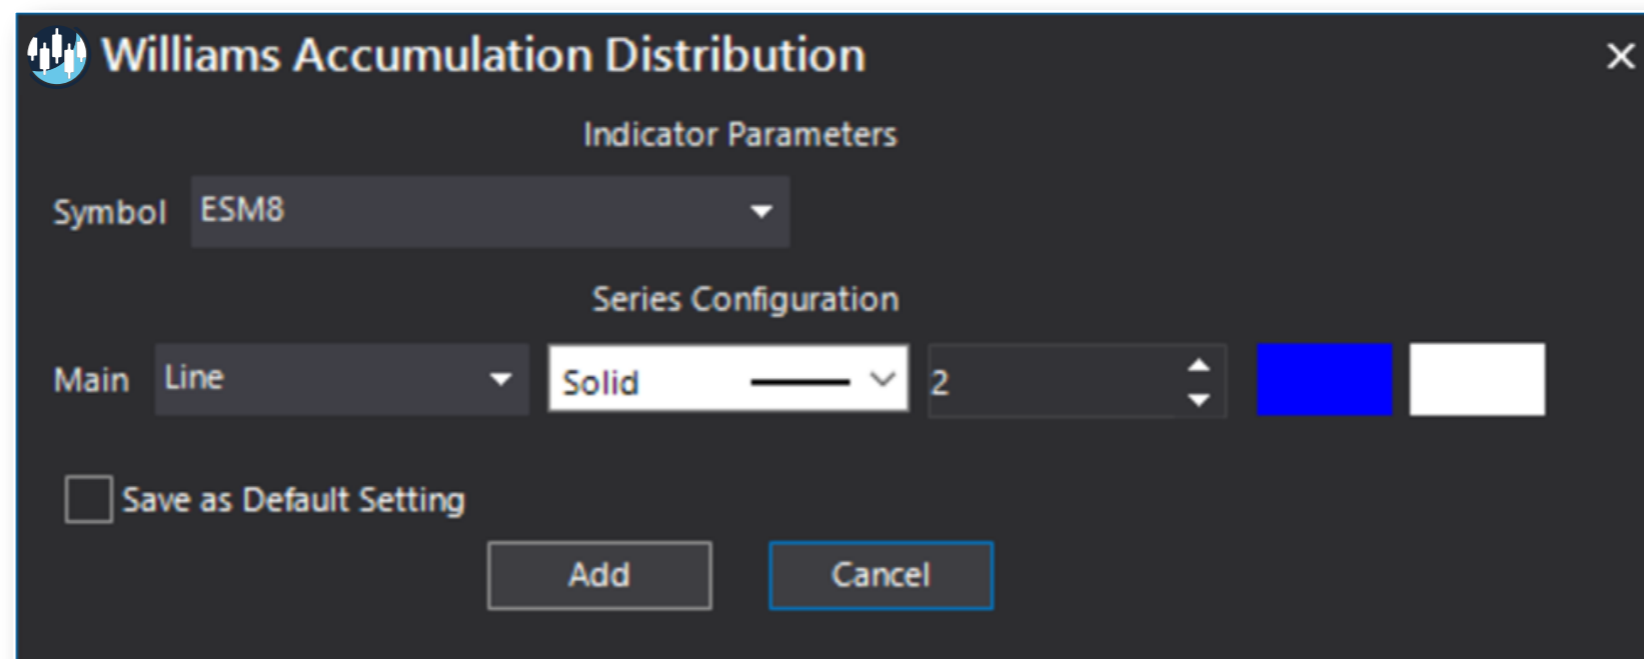 Williams Accumulation Distribution
Indicator Parameters
Symbol ESM8
Series Configuration
Main Line Solid 2
Save as Default Setting
Add Cancel